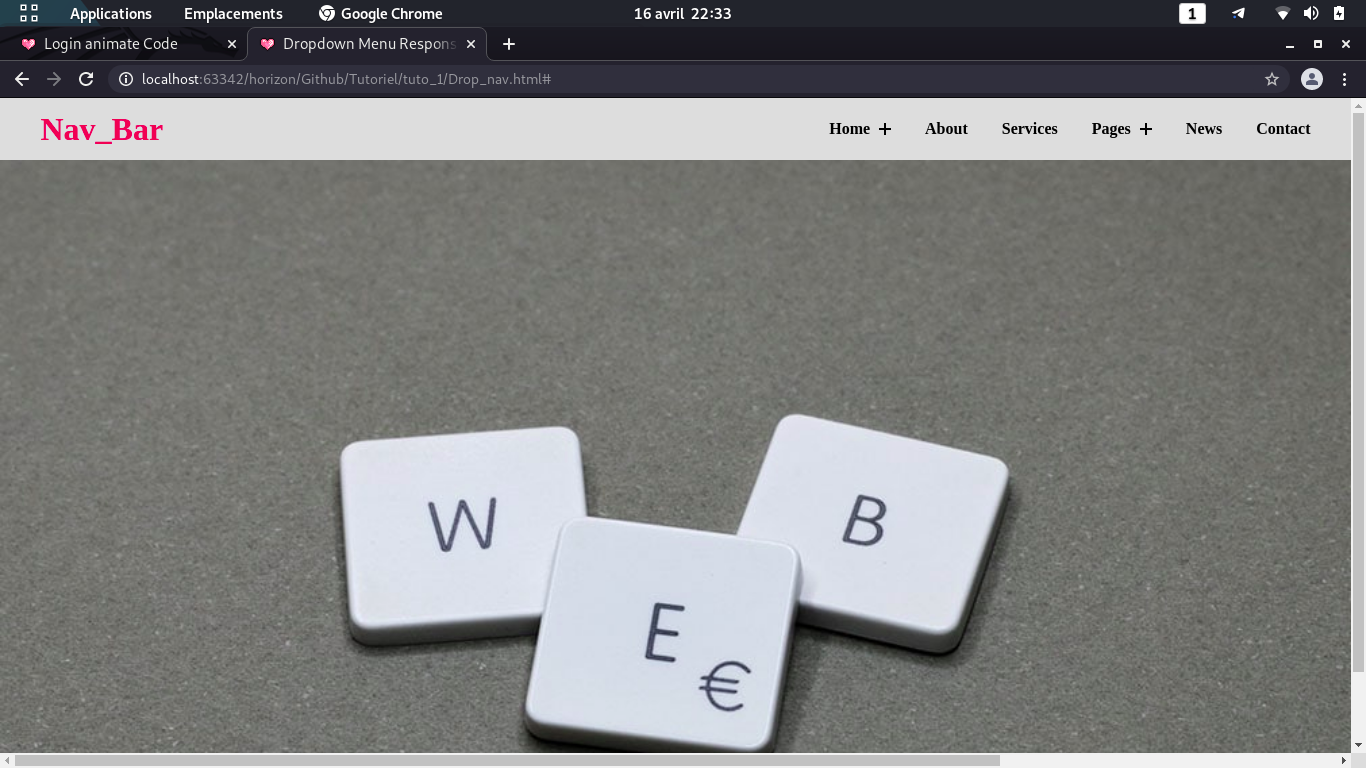 Applications Emplacements Google Chrome 16 avril 22:33 1
Login animate Code Dropdown Menu Respons
localhost:63342/horizon/Github/Tutoriel/tuto_1/Drop_nav.html#
Nav_Bar Home + About Services Pages + News Contact
W B
E €